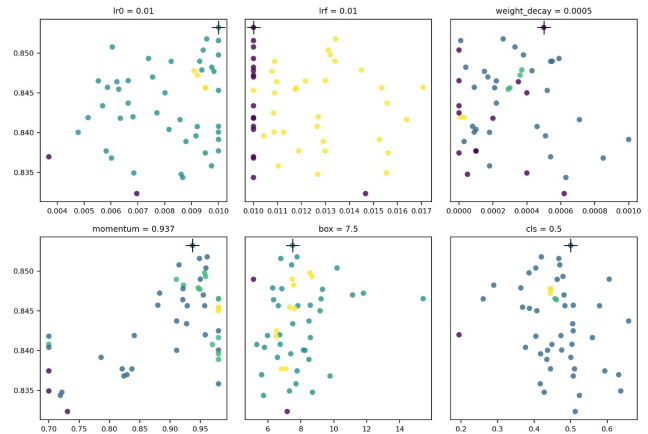 lr0 = 0.01
lrf = 0.01
weight_decay = 0.0005
0.850
0.845
0.840
0.835
0.004 0.005 0.006 0.007 0.008 0.009 0.010
0.010 0.011 0.012 0.013 0.014 0.015 0.016 0.017
0.0000 0.0002 0.0004 0.0006 0.0008 0.0010
momentum = 0.937
box = 7.5
cls = 0.5
0.850
0.845
0.840
0.835
0.70 0.75 0.80 0.85 0.90 0.95
6 8 10 12 14
0.2 0.3 0.4 0.5 0.6